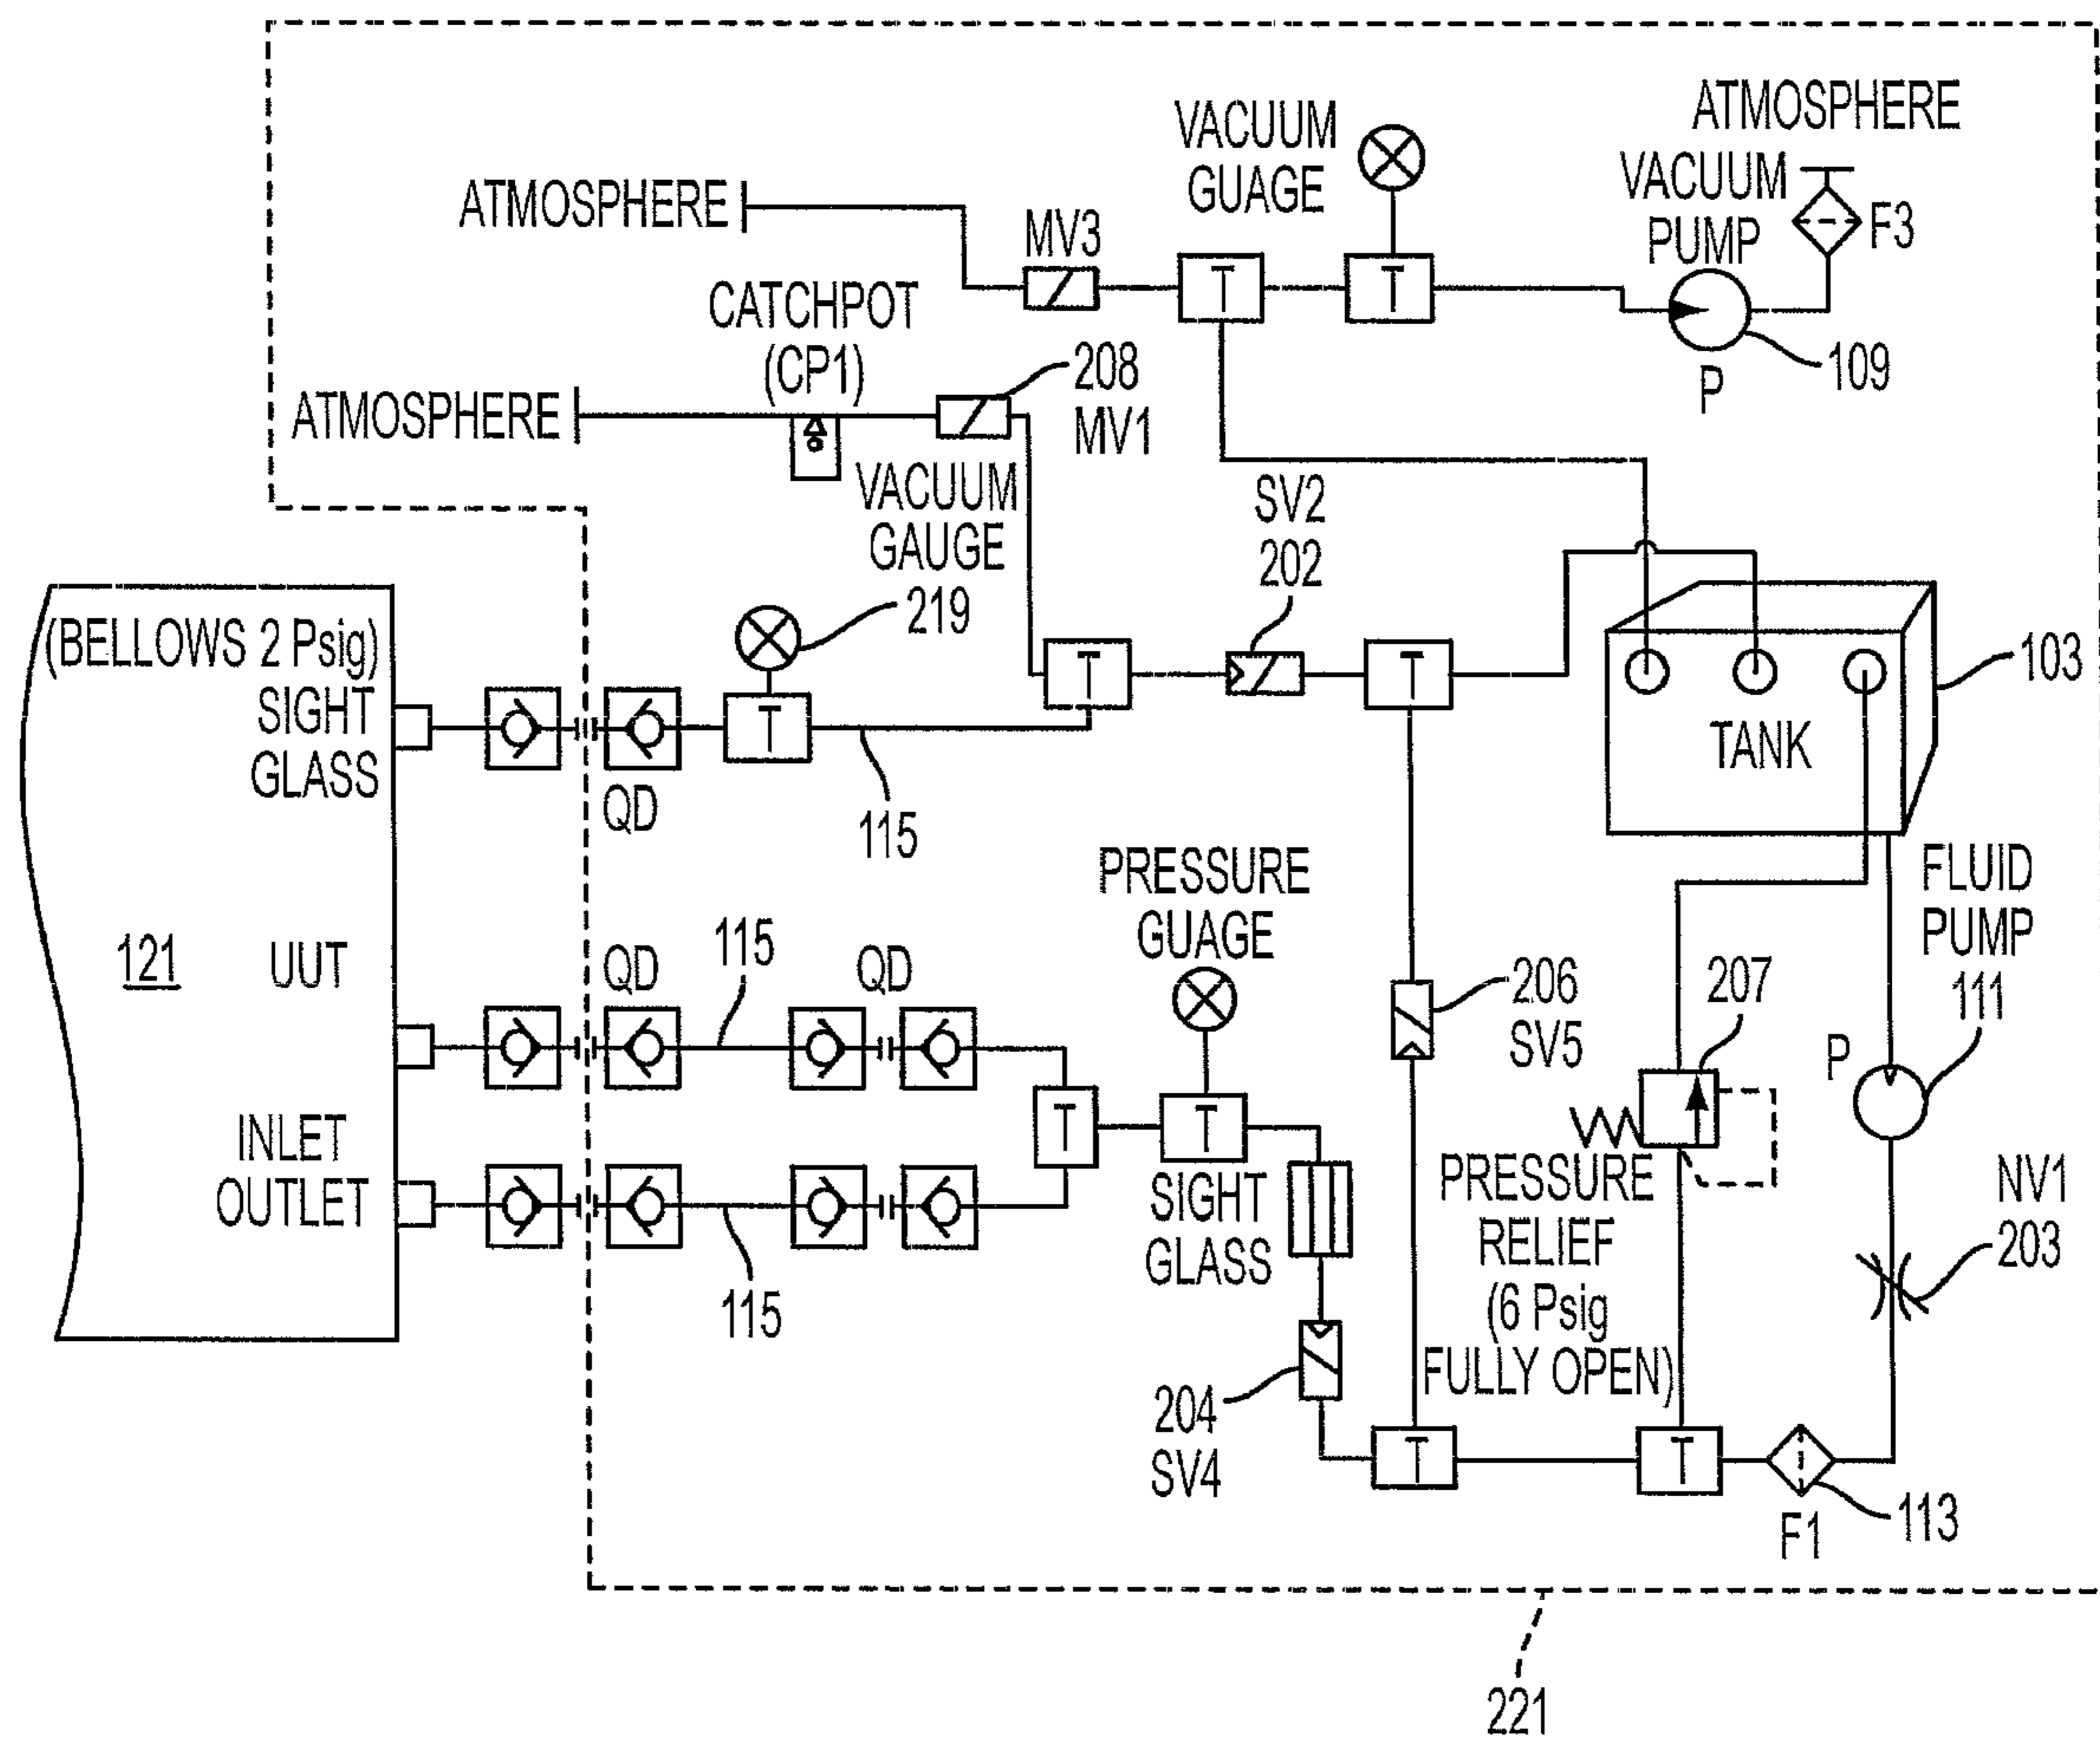 ATMOSPHERE
VACUUM
GUAGE
VACUUM
PUMP
F3
ATMOSPHERE
MV3
T
T
P
109
CATCHPOT
(CP1)
208
MV1
ATMOSPHERE
VACUUM
GAUGE
219
SV2
202
(BELLOWS 2 Psig)
SIGHT
GLASS
QD
T
115
T
T
TANK
103
PRESSURE
GUAGE
FLUID
PUMP
111
121
UUT
QD
115
QD
206
SV5
207
P
INLET
OUTLET
115
T
T
SIGHT
GLASS
PRESSURE
RELIEF
(6 Psig
FULLY OPEN)
NV1
203
204
SV4
T
T
F1
113
221